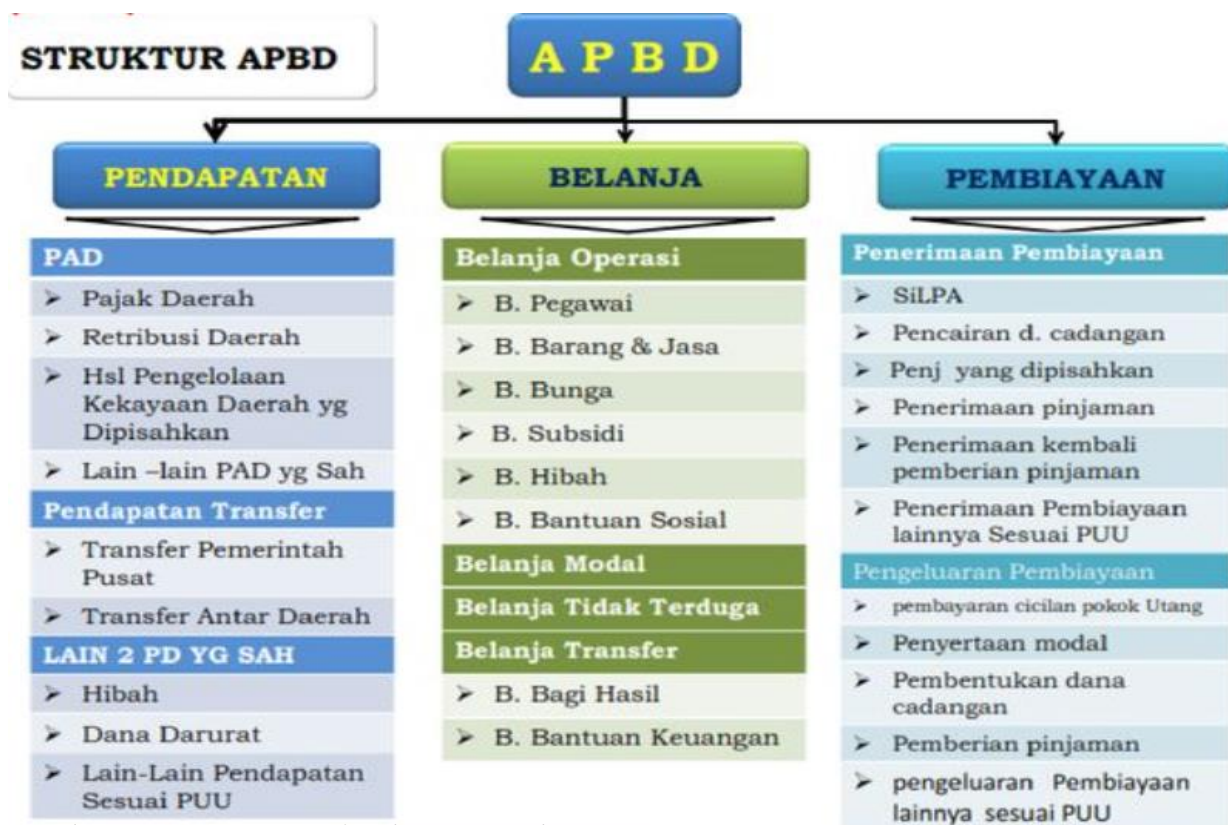 STRUKTUR APBD
A P B D
PENDAPATAN
PAD
➢ Pajak Daerah
➢ Retribusi Daerah
➢ Hsl Pengelolaan
Kekayaan Daerah yg
Dipisahkan
➢ Lain –lain PAD yg Sah
Pendapatan Transfer
➢ Transfer Pemerintah
Pusat
➢ Transfer Antar Daerah
LAIN 2 PD YG SAH
➢ Hibah
➢ Dana Darurat
➢ Lain-Lain Pendapatan
Sesuai PUU
BELANJA
Belanja Operasi
➢ B. Pegawai
➢ B. Barang & Jasa
➢ B. Bunga
➢ B. Subsidi
➢ B. Hibah
➢ B. Bantuan Sosial
Belanja Modal
Belanja Tidak Terduga
Belanja Transfer
➢ B. Bagi Hasil
➢ B. Bantuan Keuangan
PEMBIAYAAN
Penerimaan Pembiayaan
➢ SiLPA
➢ Pencairan d. cadangan
➢ Penj yang dipisahkan
➢ Penerimaan pinjaman
➢ Penerimaan kembali
pemberian pinjaman
➢ Penerimaan Pembiayaan
lainnya Sesuai PUU
Pengeluaran Pembiayaan
➢ pembayaran cicilan pokok Utang
➢ Penyertaan modal
➢ Pembentukan dana
cadangan
➢ Pemberian pinjaman
➢ pengeluaran Pembiayaan
lainnya sesuai PUU